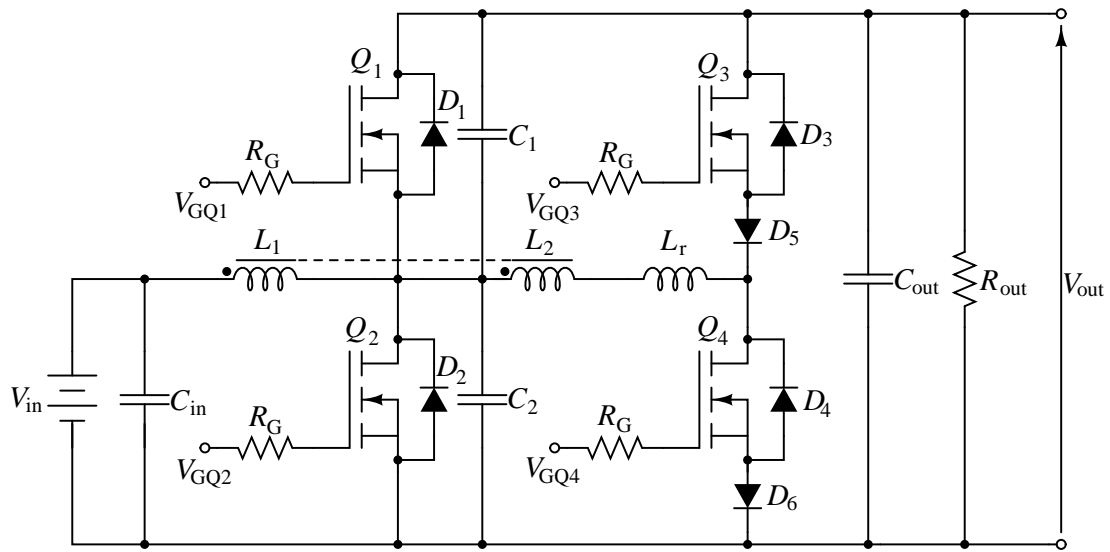 Q1
Q3
D1
C1
D3
RG
RG
VGQ1
VGQ3
D5
L1
L2
Lr
Cout
Rout
Vout
Q2
Q4
Vin
Cin
D2
C2
D4
RG
RG
VGQ2
VGQ4
D6